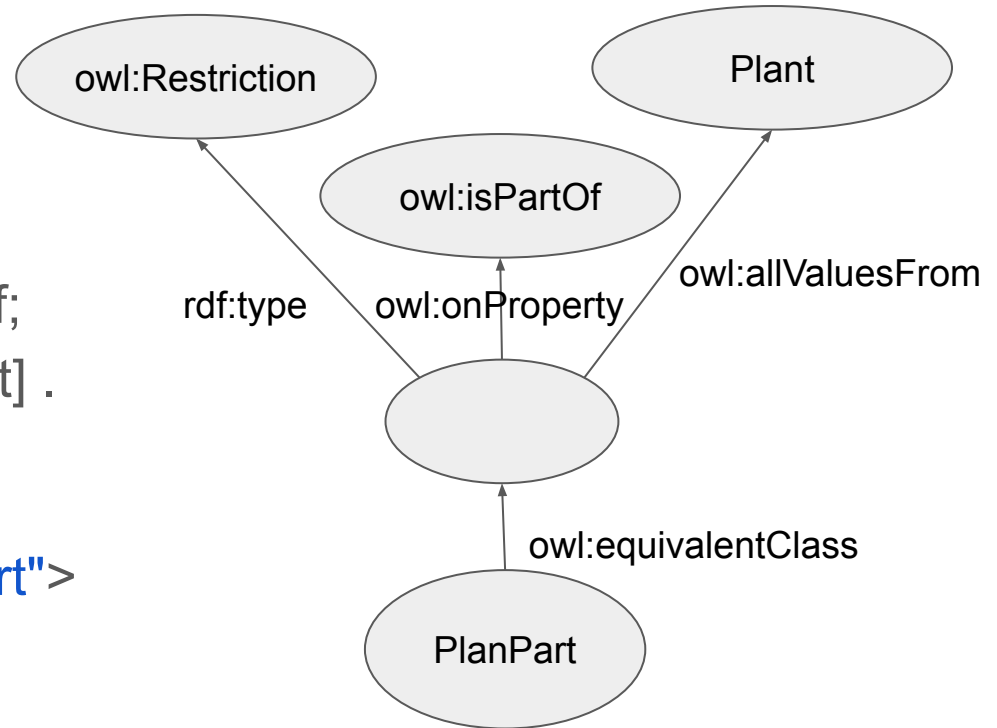 owl:Restriction
Plant
owl:isPartOf
owl:allValuesFrom
f;
rdf:type
owl:onProperty
t] .
owl:equivalentClass
rt">
PlanPart